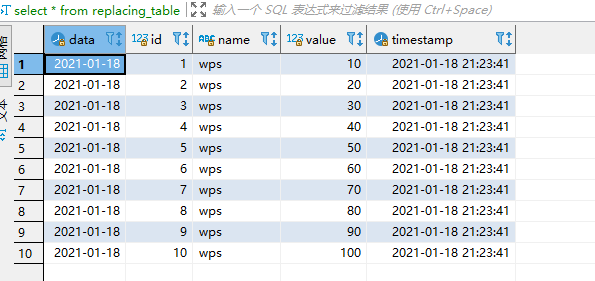 select * from replacing_table 输入一个 SQL 表达式来过滤结果 (使用 Ctrl+Space)
网格
文本
data 123 id ABC name 123 value timestamp
1 2021-01-18 1 wps 10 2021-01-18 21:23:41
2 2021-01-18 2 wps 20 2021-01-18 21:23:41
3 2021-01-18 3 wps 30 2021-01-18 21:23:41
4 2021-01-18 4 wps 40 2021-01-18 21:23:41
5 2021-01-18 5 wps 50 2021-01-18 21:23:41
6 2021-01-18 6 wps 60 2021-01-18 21:23:41
7 2021-01-18 7 wps 70 2021-01-18 21:23:41
8 2021-01-18 8 wps 80 2021-01-18 21:23:41
9 2021-01-18 9 wps 90 2021-01-18 21:23:41
10 2021-01-18 10 wps 100 2021-01-18 21:23:41